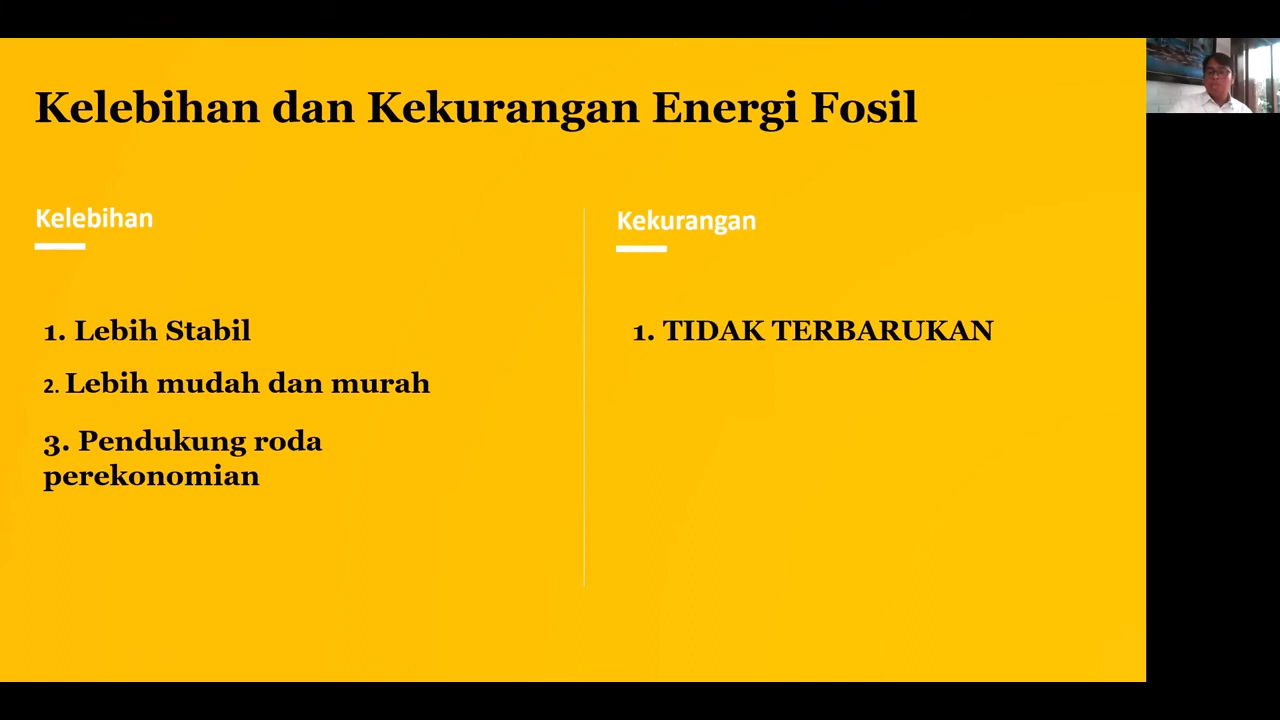 Kelebihan dan Kekurangan Energi Fosil
Kelebihan
1. Lebih Stabil
2. Lebih mudah dan murah
3. Pendukung roda
perekonomian
Kekurangan
1. TIDAK TERBARUKAN